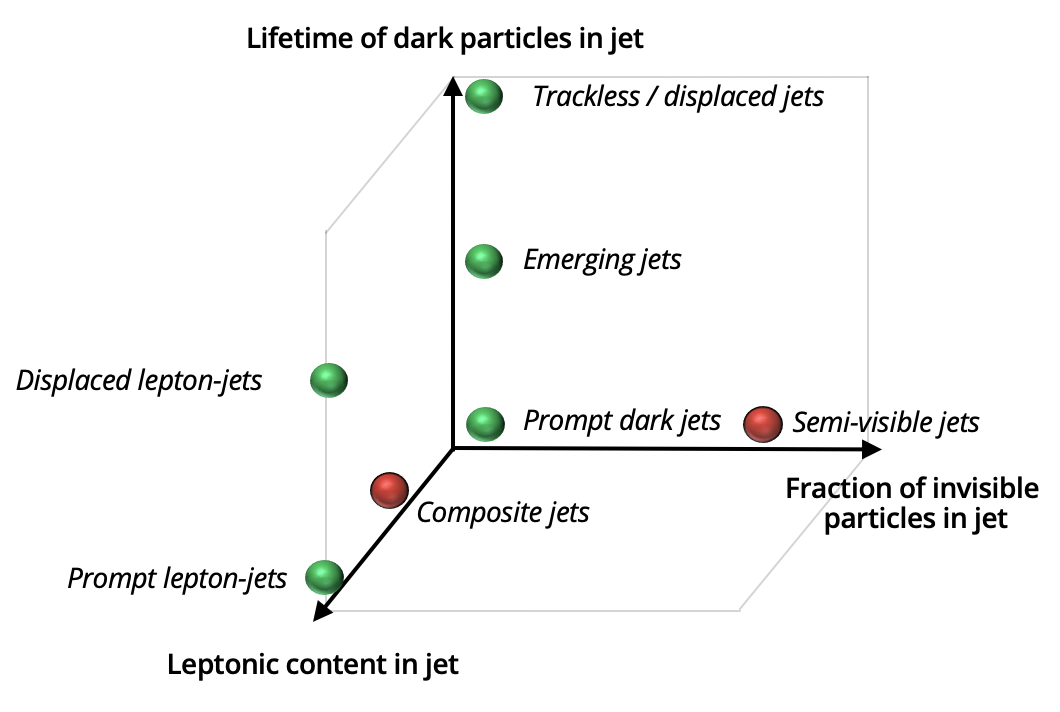 Lifetime of dark particles in jet
Trackless / displaced jets
Emerging jets
Displaced lepton-jets
Prompt dark jets
Semi-visible jets
Fraction of invisible
particles in jet
Composite jets
Prompt lepton-jets
Leptonic content in jet